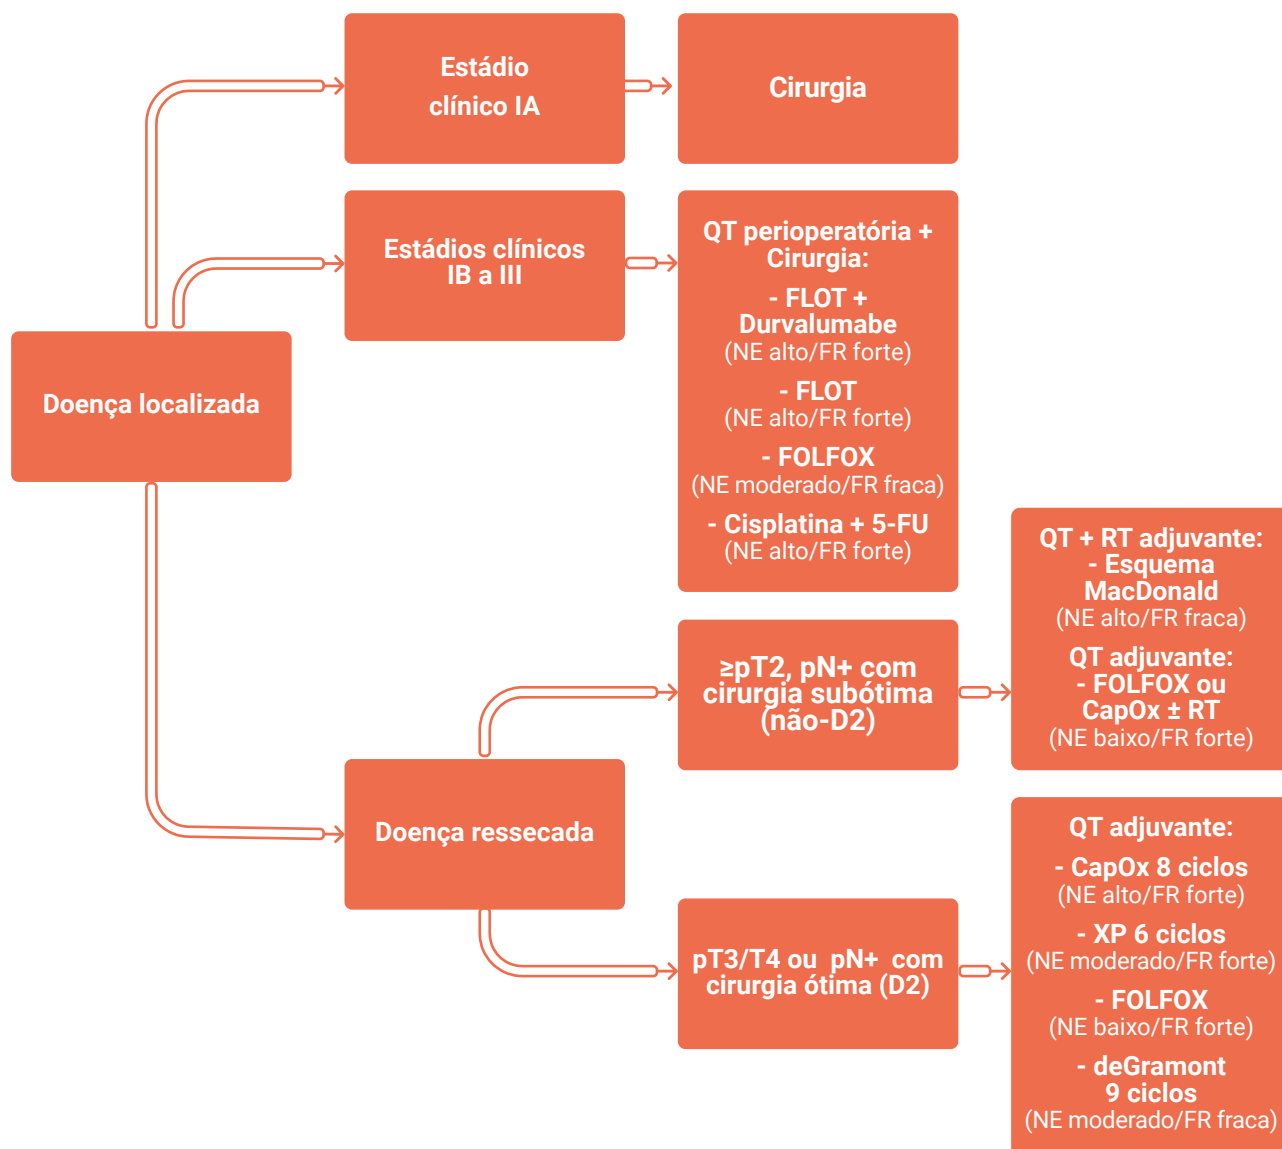 Estádio
clínico IA
Cirurgia
Estádios clínicos
IB a III
QT perioperatória +
Cirurgia:
- FLOT +
Durvalumabe
(NE alto/FR forte)
- FLOT
(NE alto/FR forte)
- FOLFOX
(NE moderado/FR fraca)
- Cisplatina + 5-FU
(NE alto/FR forte)
Doença localizada
≥pT2, pN+ com
cirurgia subótima
(não-D2)
QT + RT adjuvante:
- Esquema
MacDonald
(NE alto/FR fraca)
QT adjuvante:
- FOLFOX ou
CapOx ± RT
(NE baixo/FR forte)
Doença ressecada
pT3/T4 ou pN+ com
cirurgia ótima (D2)
QT adjuvante:
- CapOx 8 ciclos
(NE alto/FR forte)
- XP 6 ciclos
(NE moderado/FR forte)
- FOLFOX
(NE baixo/FR forte)
- deGramont
9 ciclos
(NE moderado/FR fraca)